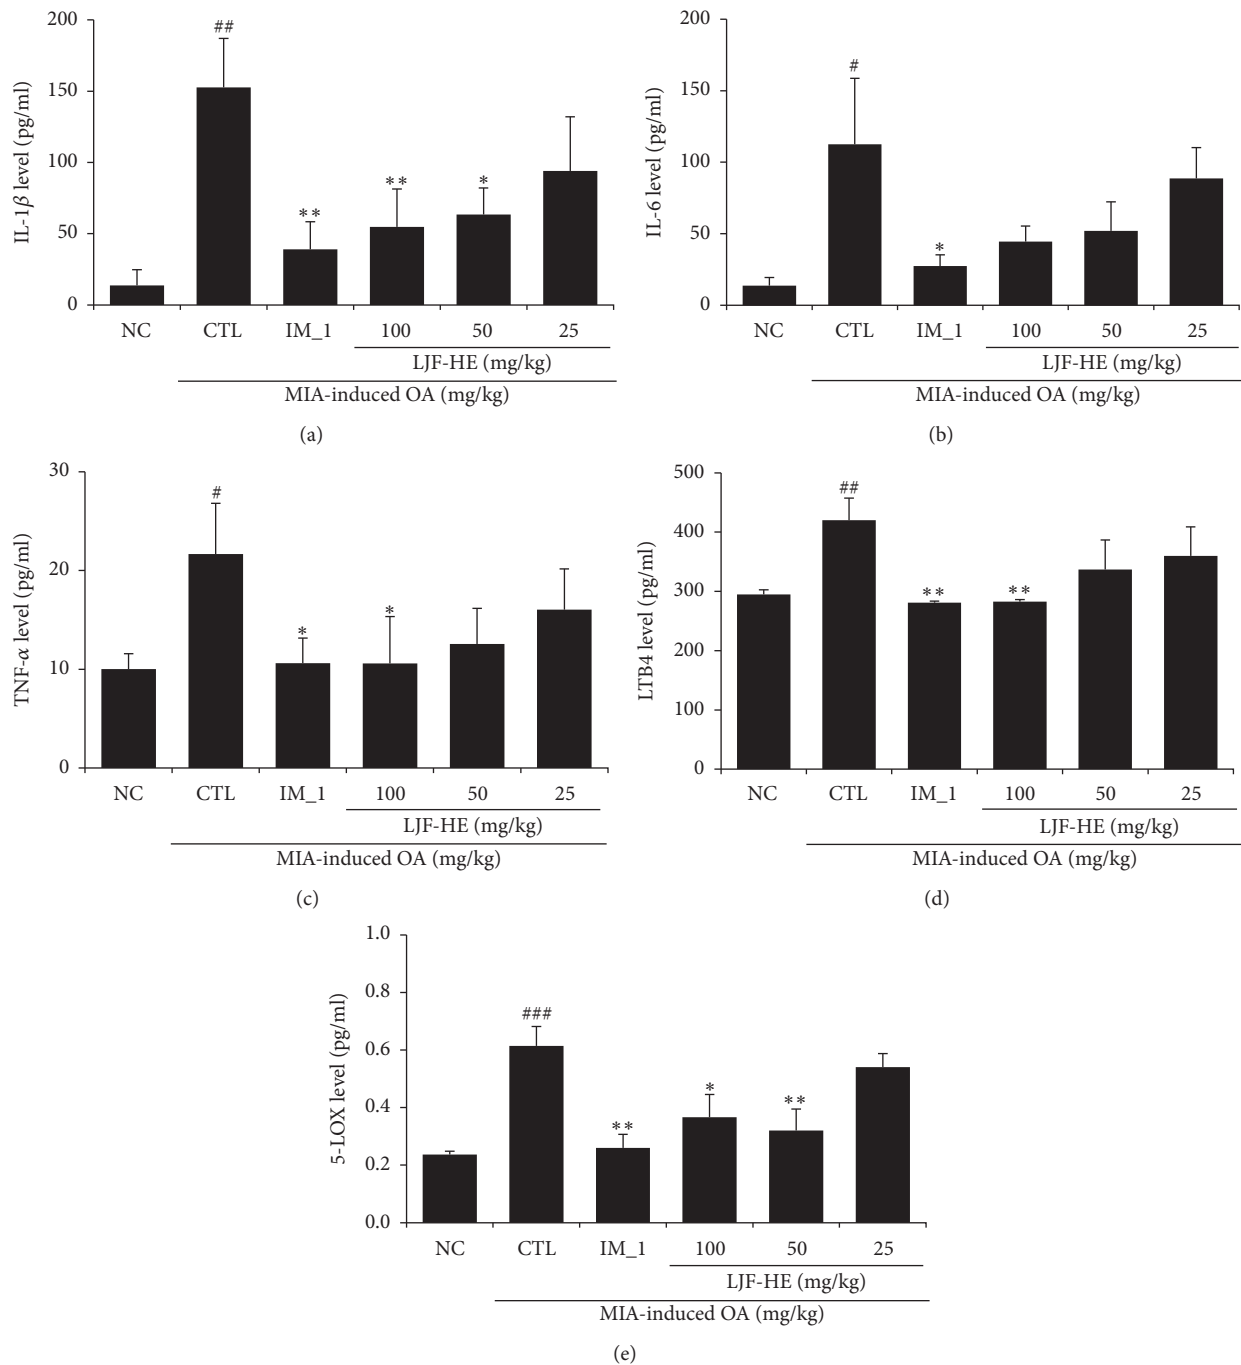 200
150
100
50
0
IL-1β level (pg/ml)
##
**
**
*
NC CTL IM_1 100 50 25
LJF-HE (mg/kg)
MIA-induced OA (mg/kg)
(a)
200
150
100
50
0
IL-6 level (pg/ml)
#
*
NC CTL IM_1 100 50 25
LJF-HE (mg/kg)
MIA-induced OA (mg/kg)
(b)
30
20
10
0
TNF-α level (pg/ml)
#
*
*
NC CTL IM_1 100 50 25
LJF-HE (mg/kg)
MIA-induced OA (mg/kg)
(c)
500
400
300
200
100
0
LTB4 level (pg/ml)
##
**
**
NC CTL IM_1 100 50 25
LJF-HE (mg/kg)
MIA-induced OA (mg/kg)
(d)
1.0
0.8
0.6
0.4
0.2
0.0
5-LOX level (pg/ml)
###
**
*
**
NC CTL IM_1 100 50 25
LJF-HE (mg/kg)
MIA-induced OA (mg/kg)
(e)